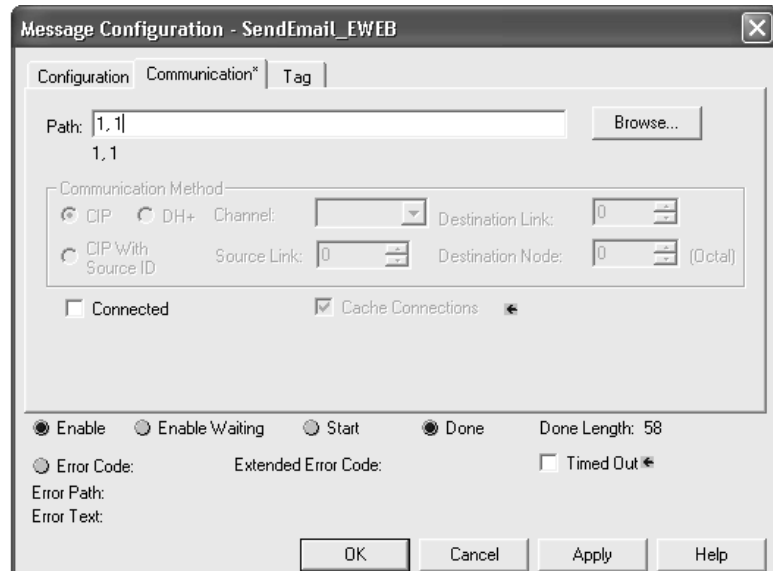 Message Configuration - SendEmail_EWEB
Configuration Communication* Tag
Path: 1, 1 Browse...
1, 1
Communication Method
CIP DH+ Channel: Destination Link: 0
CIP With Source ID Source Link: 0 Destination Node: 0 (Octal)
Connected Cache Connections
Enable Enable Waiting Start Done Done Length: 58
Error Code: Extended Error Code: Timed Out
Error Path:
Error Text:
OK Cancel Apply Help